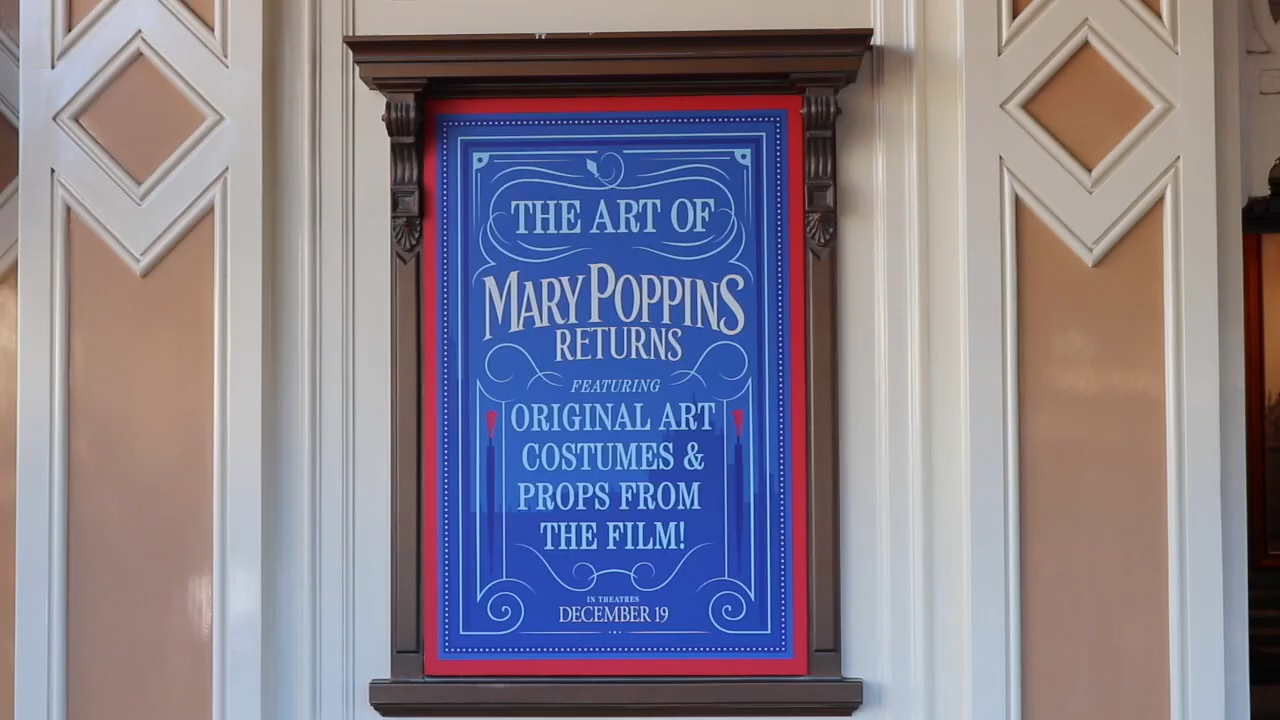 THE ART OF
MARY POPPINS
RETURNS
FEATURING
ORIGINAL ART
COSTUMES &
PROPS FROM
THE FILM!
IN THEATRES
DECEMBER 19